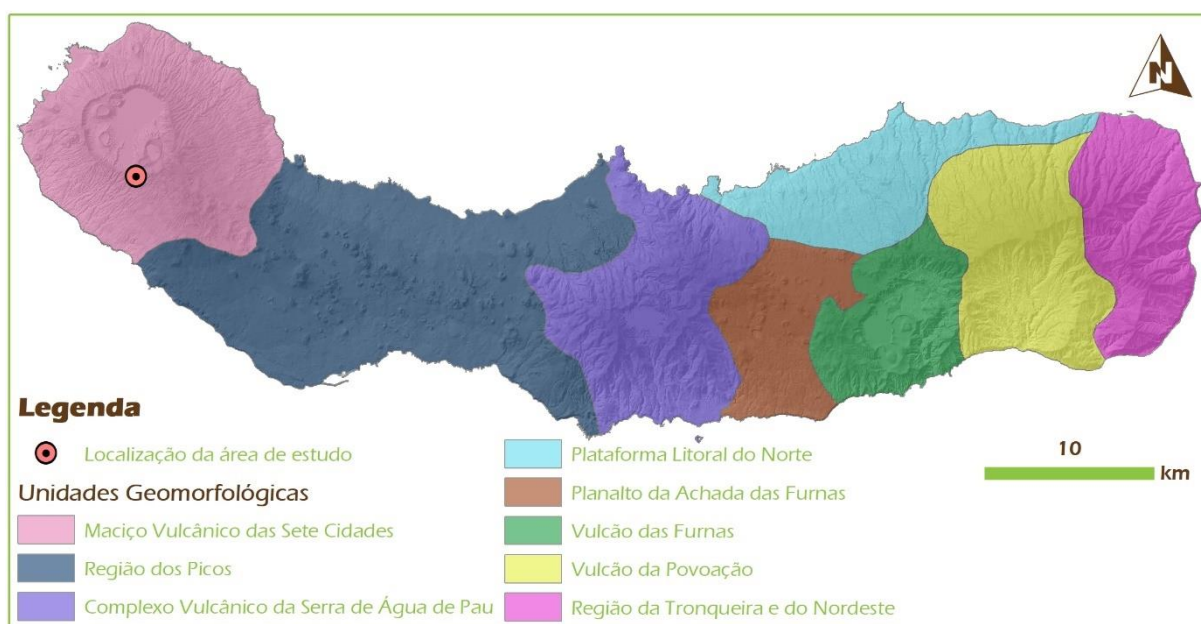 N
Legenda
Localização da área de estudo
Unidades Geomorfológicas
Maciço Vulcânico das Sete Cidades
Região dos Picos
Complexo Vulcânico da Serra de Água de Pau
Plataforma Litoral do Norte
Planalto da Achada das Furnas
Vulcão das Furnas
Vulcão da Povoação
Região da Tronqueira e do Nordeste
10
km